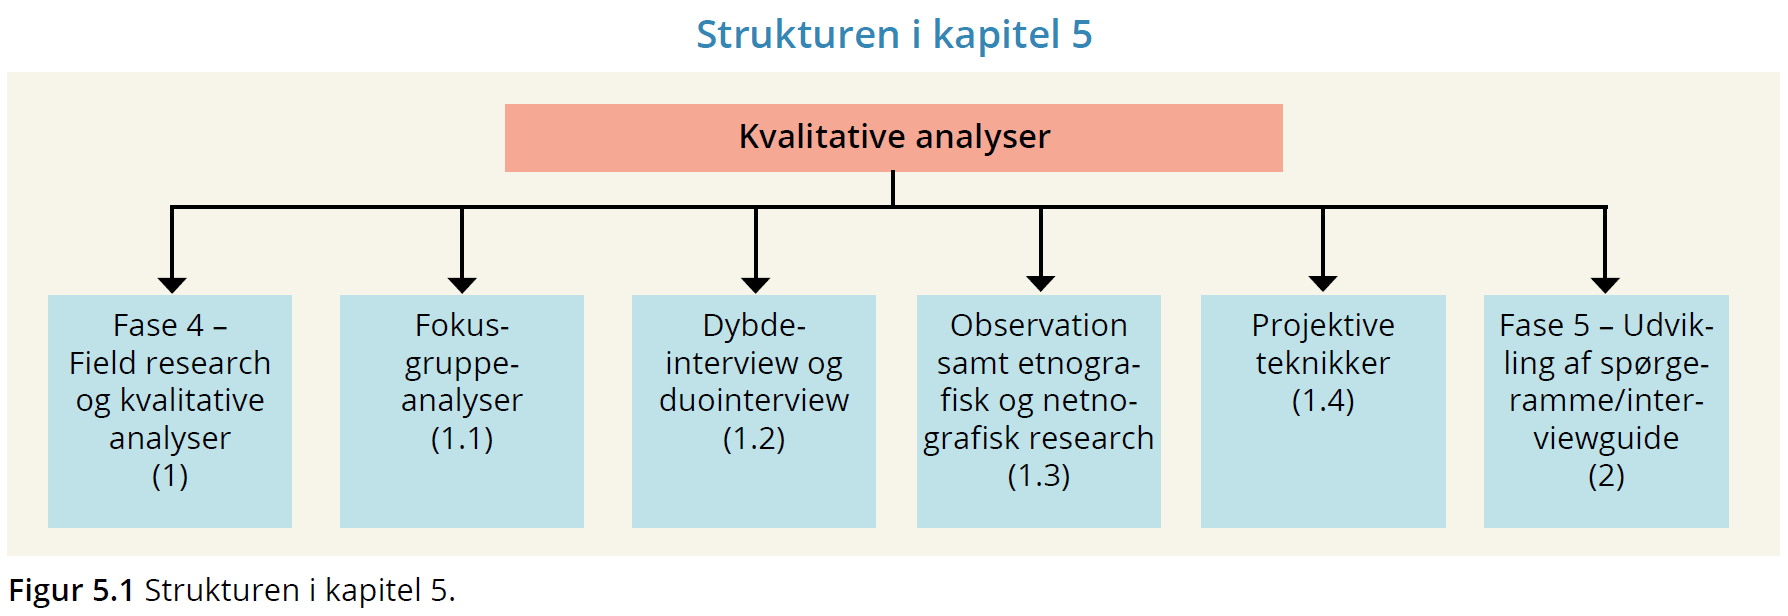 Strukturen i kapitel 5
Kvalitative analyser
Fase 4 –
Field research
og kvalitative
analyser
(1)
Fokus-
gruppe-
analyser
(1.1)
Dybde-
interview og
duointerview
(1.2)
Observation
samt etnogra-
fisk og netno-
grafisk research
(1.3)
Projektive
teknikker
(1.4)
Fase 5 – Udvik-
ling af spørge-
ramme/inter-
viewguide
(2)
Figur 5.1 Strukturen i kapitel 5.